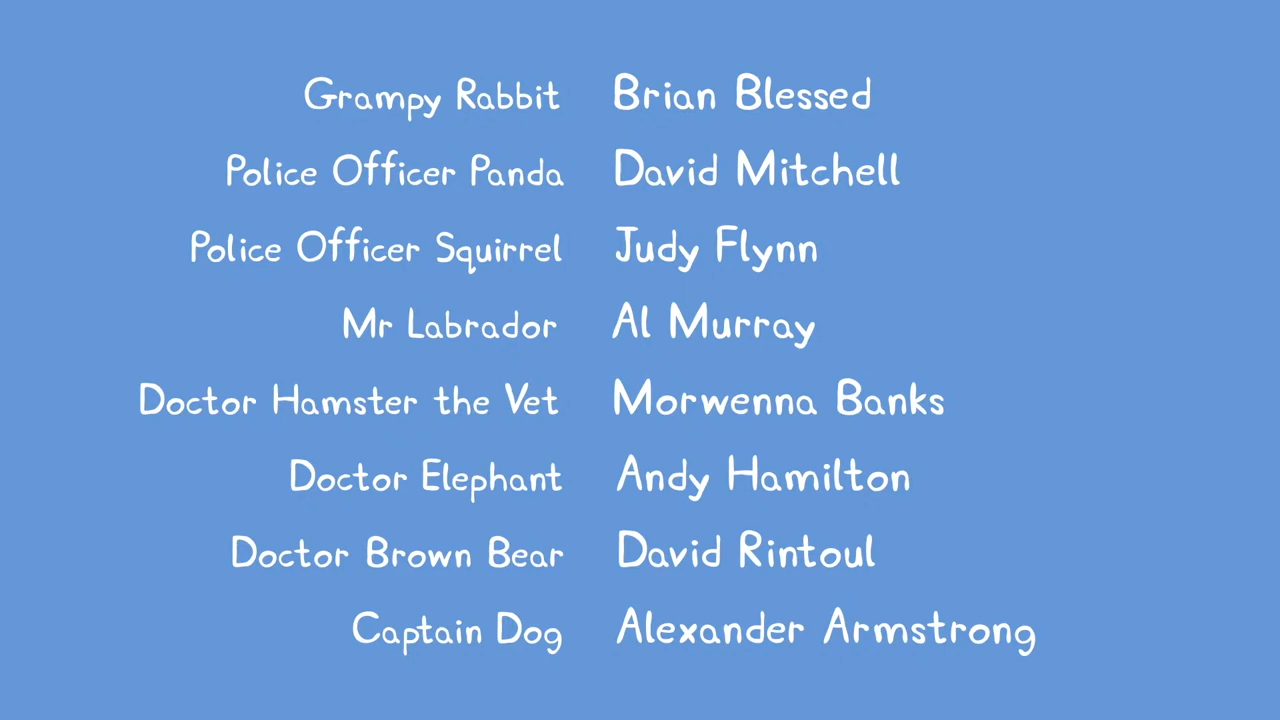 Grampy Rabbit Brian Blessed
Police Officer Panda David Mitchell
Police Officer Squirrel Judy Flynn
Mr Labrador Al Murray
Doctor Hamster the Vet Morwenna Banks
Doctor Elephant Andy Hamilton
Doctor Brown Bear David Rintoul
Captain Dog Alexander Armstrong